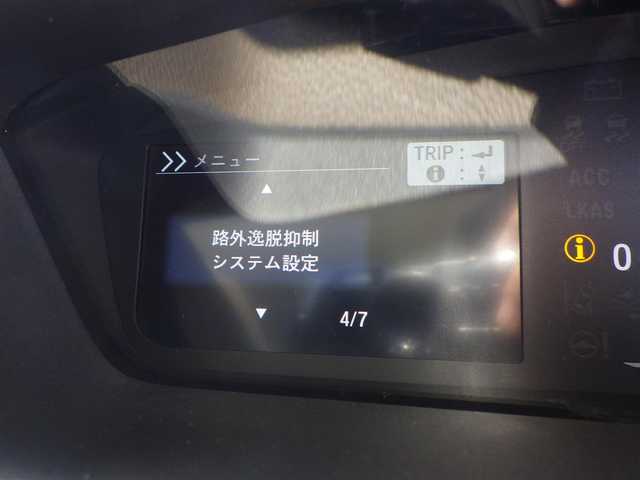 メニュー
TRIP :
i :
路外逸脱抑制
システム設定
4/7
ACC
LKAS
i
0